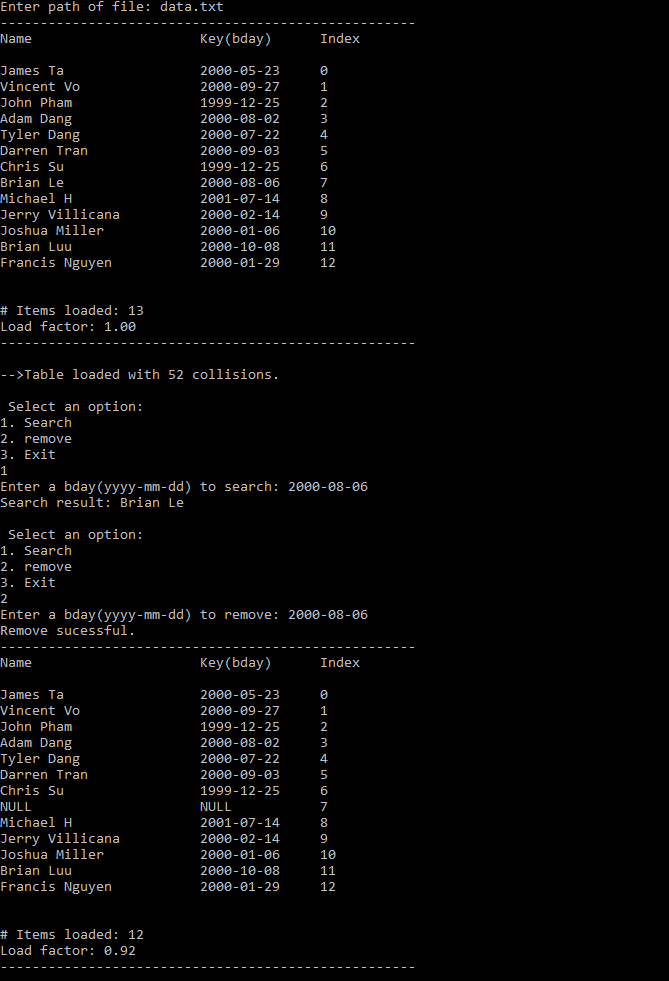 Enter path of file: data.txt
----------------------------------------------------
Name                     Key(bday)      Index

James Ta                 2000-05-23     0
Vincent Vo               2000-09-27     1
John Pham                1999-12-25     2
Adam Dang                2000-08-02     3
Tyler Dang               2000-07-22     4
Darren Tran              2000-09-03     5
Chris Su                 1999-12-25     6
Brian Le                 2000-08-06     7
Michael H                2001-07-14     8
Jerry Villicana          2000-02-14     9
Joshua Miller            2000-01-06     10
Brian Luu                2000-10-08     11
Francis Nguyen           2000-01-29     12


# Items loaded: 13
Load factor: 1.00
----------------------------------------------------

-->Table loaded with 52 collisions.

 Select an option:
1. Search
2. remove
3. Exit
1
Enter a bday(yyyy-mm-dd) to search: 2000-08-06
Search result: Brian Le

 Select an option:
1. Search
2. remove
3. Exit
2
Enter a bday(yyyy-mm-dd) to remove: 2000-08-06
Remove sucessful.
----------------------------------------------------
Name                     Key(bday)      Index

James Ta                 2000-05-23     0
Vincent Vo               2000-09-27     1
John Pham                1999-12-25     2
Adam Dang                2000-08-02     3
Tyler Dang               2000-07-22     4
Darren Tran              2000-09-03     5
Chris Su                 1999-12-25     6
NULL                     NULL           7
Michael H                2001-07-14     8
Jerry Villicana          2000-02-14     9
Joshua Miller            2000-01-06     10
Brian Luu                2000-10-08     11
Francis Nguyen           2000-01-29     12


# Items loaded: 12
Load factor: 0.92
----------------------------------------------------